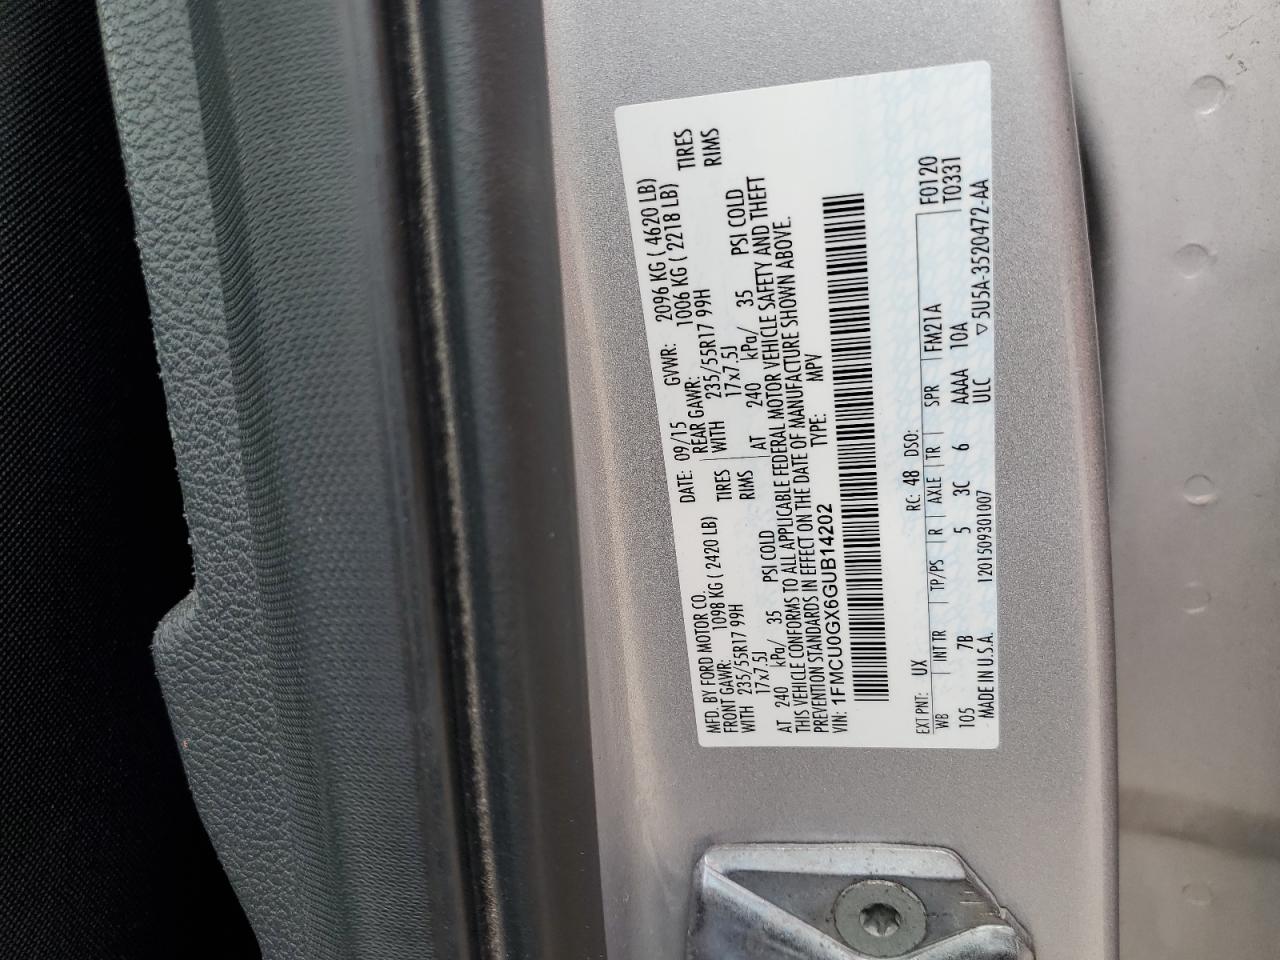 MFD. BY FORD MOTOR CO.
DATE: 09/15 GVWR: 2096 KG ( 4620 LB)
FRONT GAWR: 1098 KG ( 2420 LB) REAR GAWR: 1006 KG ( 2218 LB)
WITH 235/55R17 99H TIRES WITH 235/55R17 99H TIRES
17x7.5J RIMS 17x7.5J RIMS
AT 240 kPa/ 35 PSI COLD AT 240 kPa/ 35 PSI COLD
THIS VEHICLE CONFORMS TO ALL APPLICABLE FEDERAL MOTOR VEHICLE SAFETY AND THEFT
PREVENTION STANDARDS IN EFFECT ON THE DATE OF MANUFACTURE SHOWN ABOVE.
VIN: 1FMCU0GX6GUB14202 TYPE: MPV
EXT PNT: UX RC: 48 DSO: F0120
WB INT TR TP/PS R AXLE TR SPR FM21A T0331
105 7B 5 3C 6 AAAA 10A
MADE IN U.S.A. 1201509301007 ULC ▽5U5A-3520472-AA